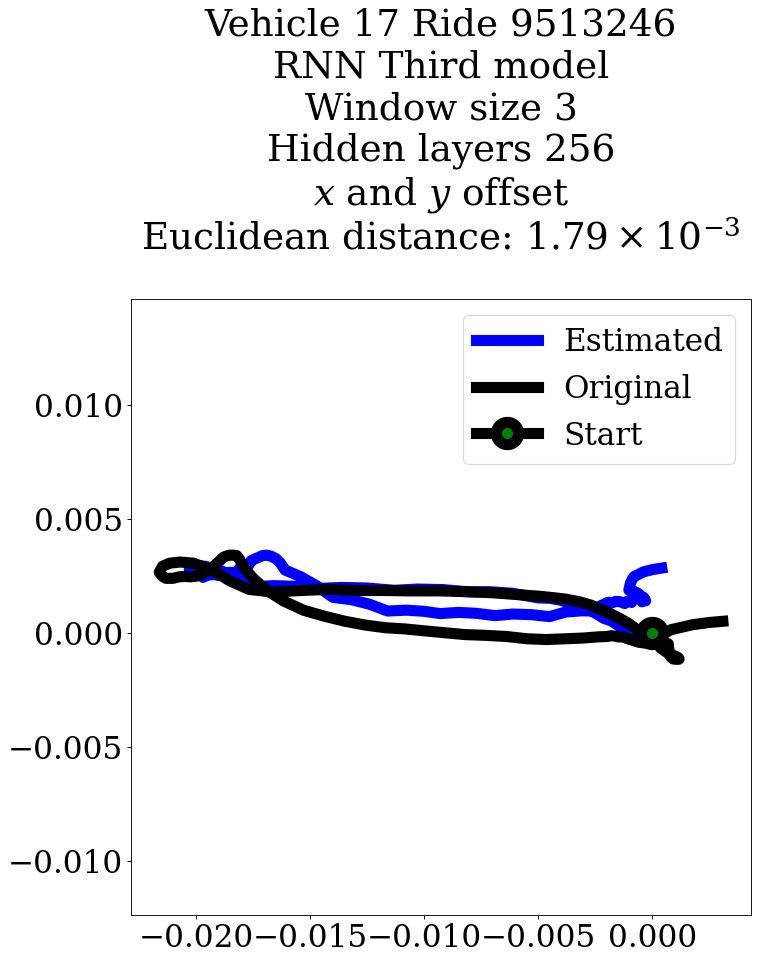 Vehicle 17 Ride 9513246
RNN Third model
Window size 3
Hidden layers 256
x and y offset
Euclidean distance: 1.79 × 10⁻³
Estimated
Original
Start
0.010
0.005
0.000
−0.005
−0.010
−0.020 −0.015 −0.010 −0.005 0.000